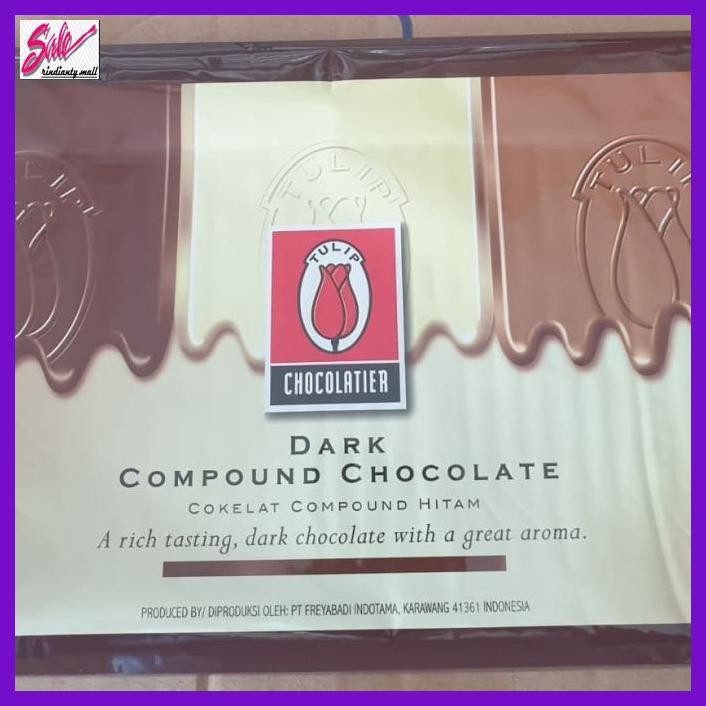 Sale
rindianty mall
TULIP
TULIP
TULIP
TULIP
CHOCOLATIER
DARK
COMPOUND CHOCOLATE
COKELAT COMPOUND HITAM
A rich tasting, dark chocolate with a great aroma.
PRODUCED BY/ DIPRODUKSI OLEH: PT FREYABADI INDOTAMA, KARAWANG 41361 INDONESIA